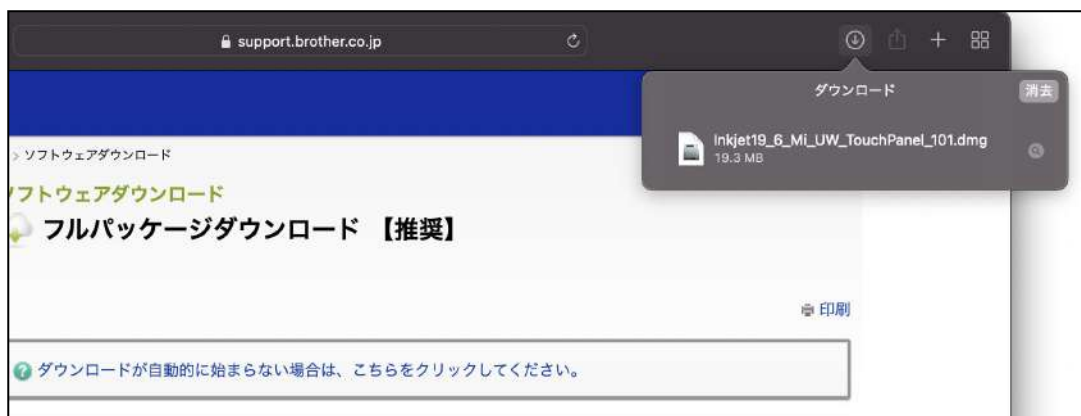 support.brother.co.jp
ダウンロード
消去
Inkjet19_6_Mi_UW_TouchPanel_101.dmg
19.3 MB
> ソフトウェアダウンロード
ソフトウェアダウンロード
フルパッケージダウンロード 【推奨】
印刷
? ダウンロードが自動的に始まらない場合は、こちらをクリックしてください。